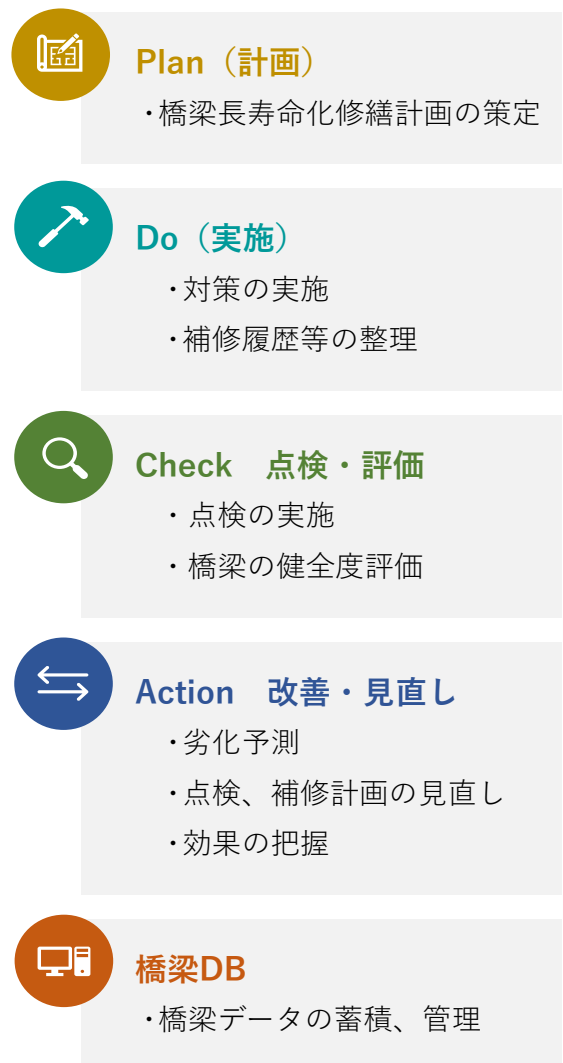 Plan（計画）
・橋梁長寿命化修繕計画の策定
Do（実施）
・対策の実施
・補修履歴等の整理
Check　点検・評価
・点検の実施
・橋梁の健全度評価
Action　改善・見直し
・劣化予測
・点検、補修計画の見直し
・効果の把握
橋梁DB
・橋梁データの蓄積、管理